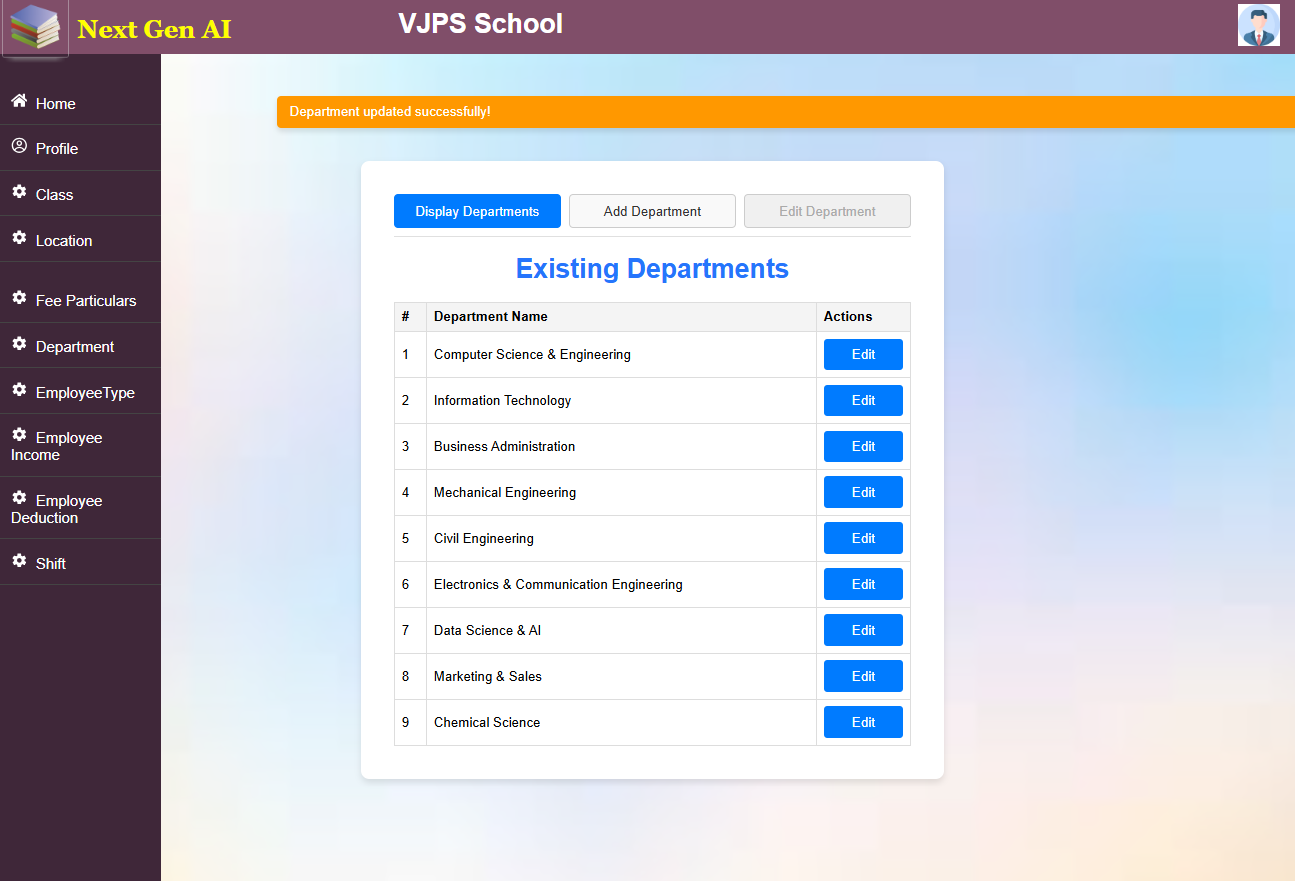 Next Gen AI
VJPS School
Home
Profile
Class
Location
Fee Particulars
Department
EmployeeType
Employee
Income
Employee
Deduction
Shift
Department updated successfully!
Display Departments Add Department Edit Department
Existing Departments
# Department Name Actions
1 Computer Science & Engineering Edit
2 Information Technology Edit
3 Business Administration Edit
4 Mechanical Engineering Edit
5 Civil Engineering Edit
6 Electronics & Communication Engineering Edit
7 Data Science & AI Edit
8 Marketing & Sales Edit
9 Chemical Science Edit